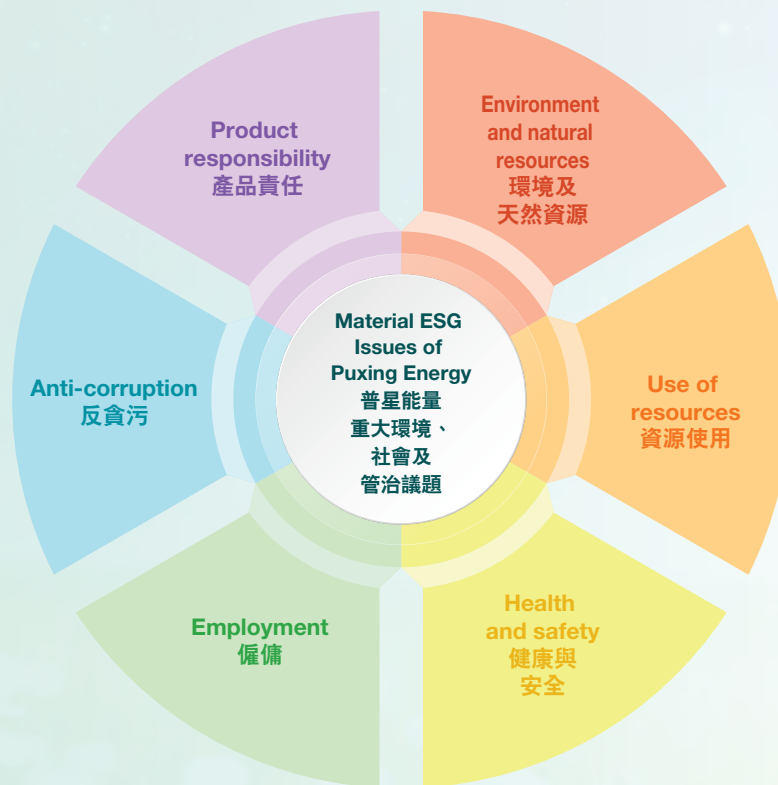 Material ESG
Issues of
Puxing Energy
普星能量
重大環境、
社會及
管治議題
Environment
and natural
resources
環境及
天然資源
Use of
resources
資源使用
Health
and safety
健康與
安全
Employment
僱傭
Anti-corruption
反貪污
Product
responsibility
產品責任